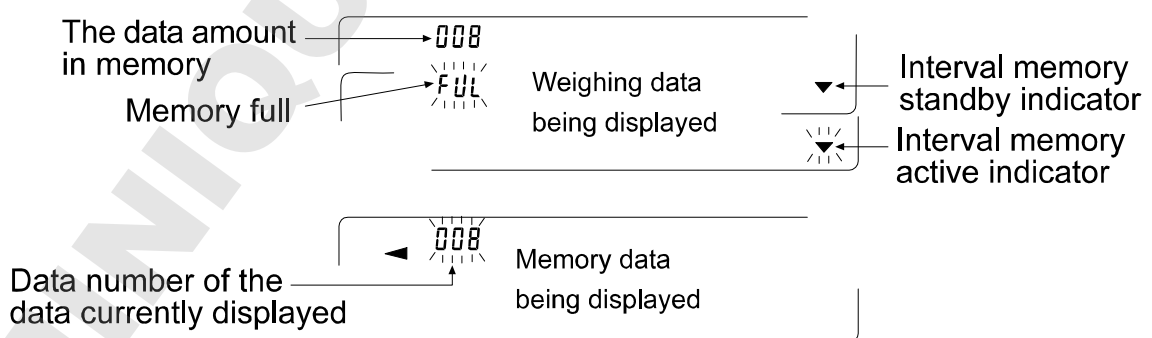 The data amount
in memory
008
FUL
Memory full
Weighing data
being displayed
Interval memory
standby indicator
Interval memory
active indicator
008
Data number of the
data currently displayed
Memory data
being displayed